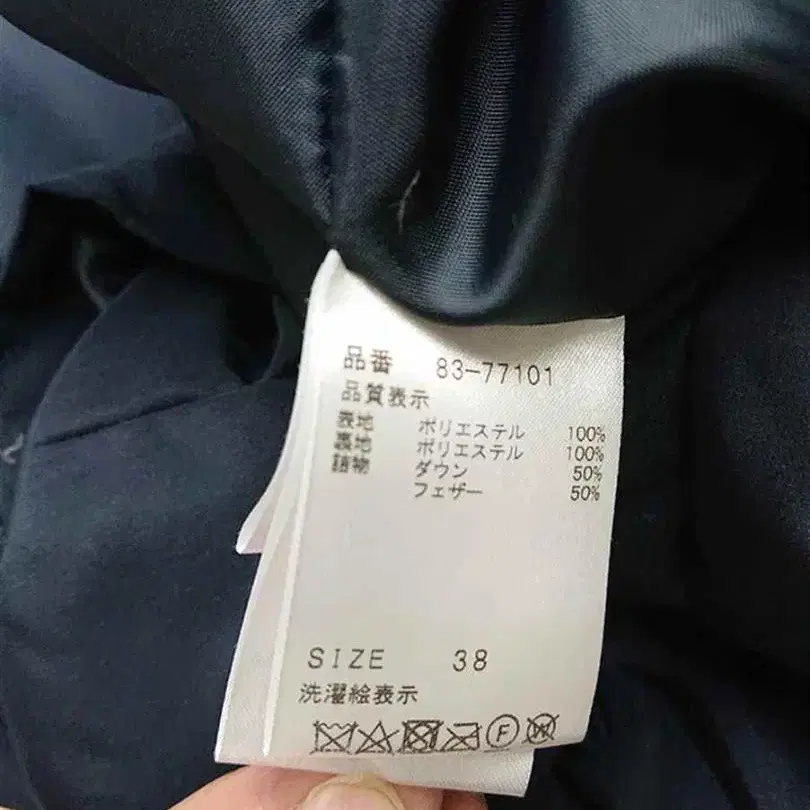 品番 83-77101
品質表示
表地 ポリエステル 100%
裏地 ポリエステル 100%
詰物 ダウン 50%
フェザー 50%
SIZE 38
洗濯絵表示
F W